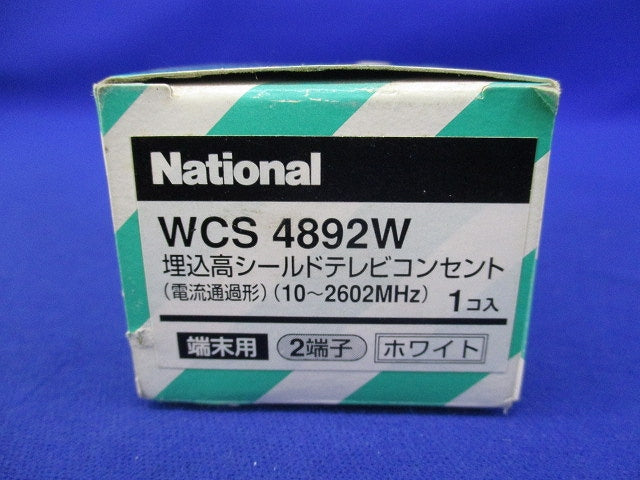 National
WCS 4892W
埋込高シールドテレビコンセント
(電流通過形)(10〜2602MHz) 1コ入
端末用 2端子 ホワイト